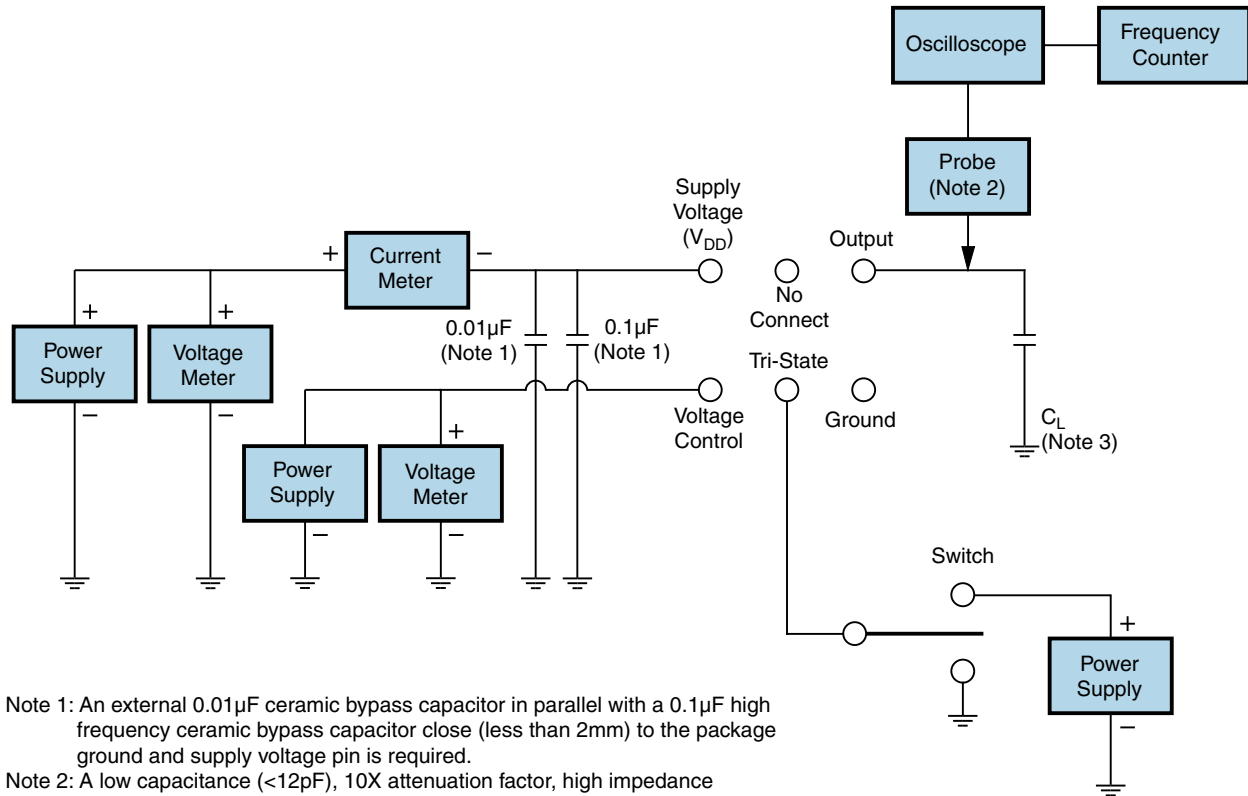 Oscilloscope
Frequency
Counter
Probe
(Note 2)
Supply
Voltage
(VDD)
Output
+
Current
Meter
−
No
Connect
+
Power
Supply
−
+
Voltage
Meter
−
0.01µF
(Note 1)
0.1µF
(Note 1)
Tri-State
Voltage
Control
Ground
CL
(Note 3)
Power
Supply
−
+
Voltage
Meter
−
Switch
+
Power
Supply
−
Note 1: An external 0.01µF ceramic bypass capacitor in parallel with a 0.1µF high
frequency ceramic bypass capacitor close (less than 2mm) to the package
ground and supply voltage pin is required.
Note 2: A low capacitance (<12pF), 10X attenuation factor, high impedance